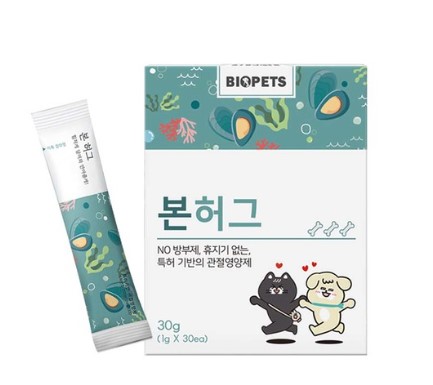 BIOPETS
본허그
NO 방부제, 휴지기 없는,
특허 기반의 관절영양제
30g
(1g X 30ea)
본 허그